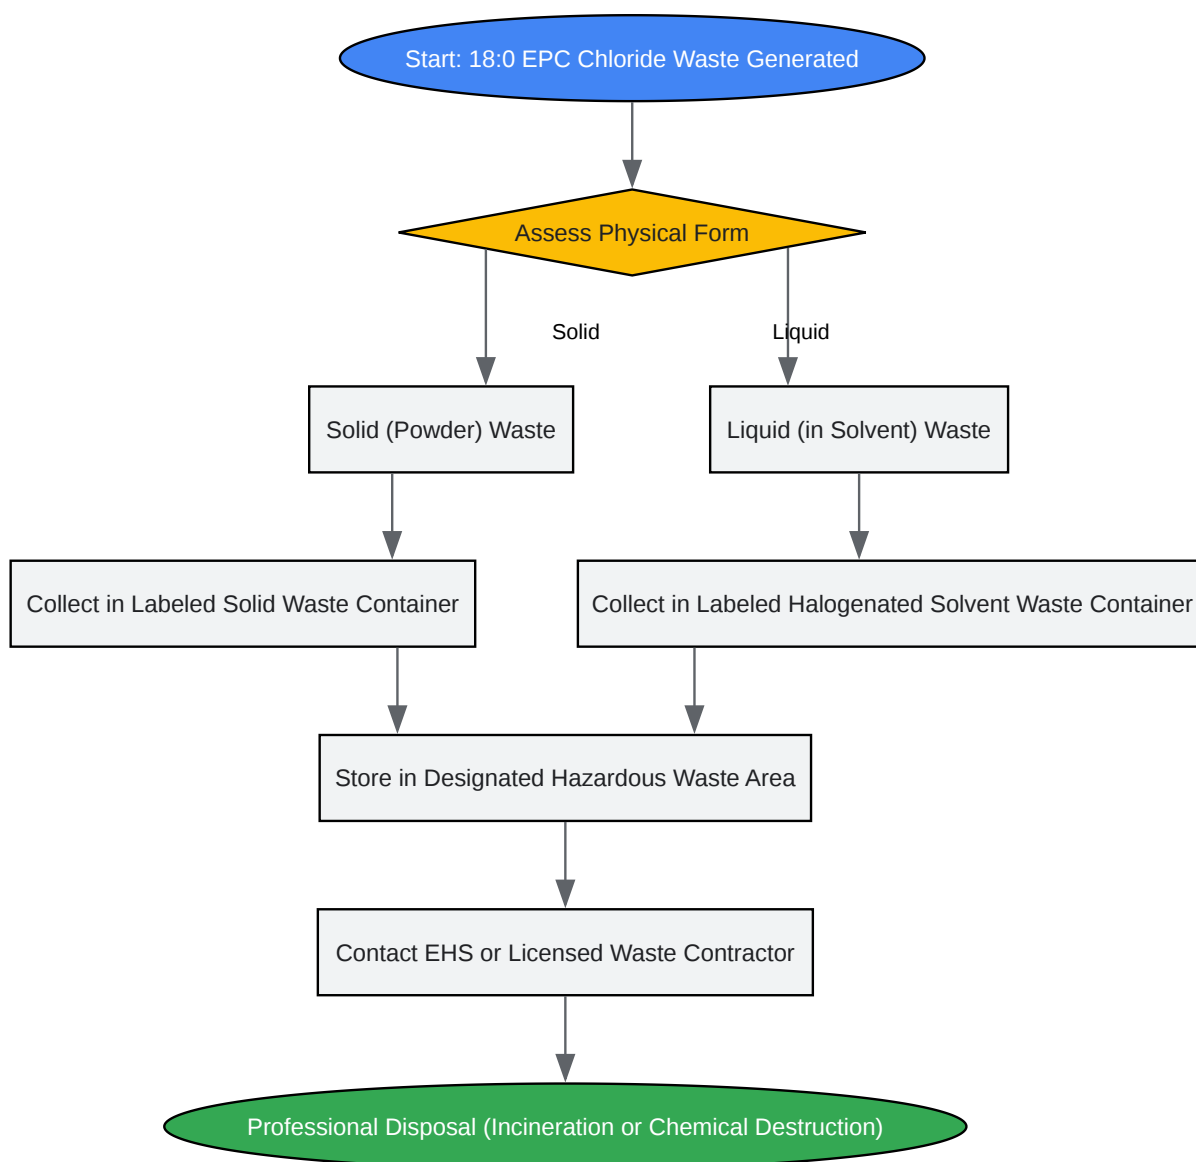 Start: 18:0 EPC Chloride Waste Generated
Assess Physical Form
Solid
Liquid
Solid (Powder) Waste
Liquid (in Solvent) Waste
Collect in Labeled Solid Waste Container
Collect in Labeled Halogenated Solvent Waste Container
Store in Designated Hazardous Waste Area
Contact EHS or Licensed Waste Contractor
Professional Disposal (Incineration or Chemical Destruction)